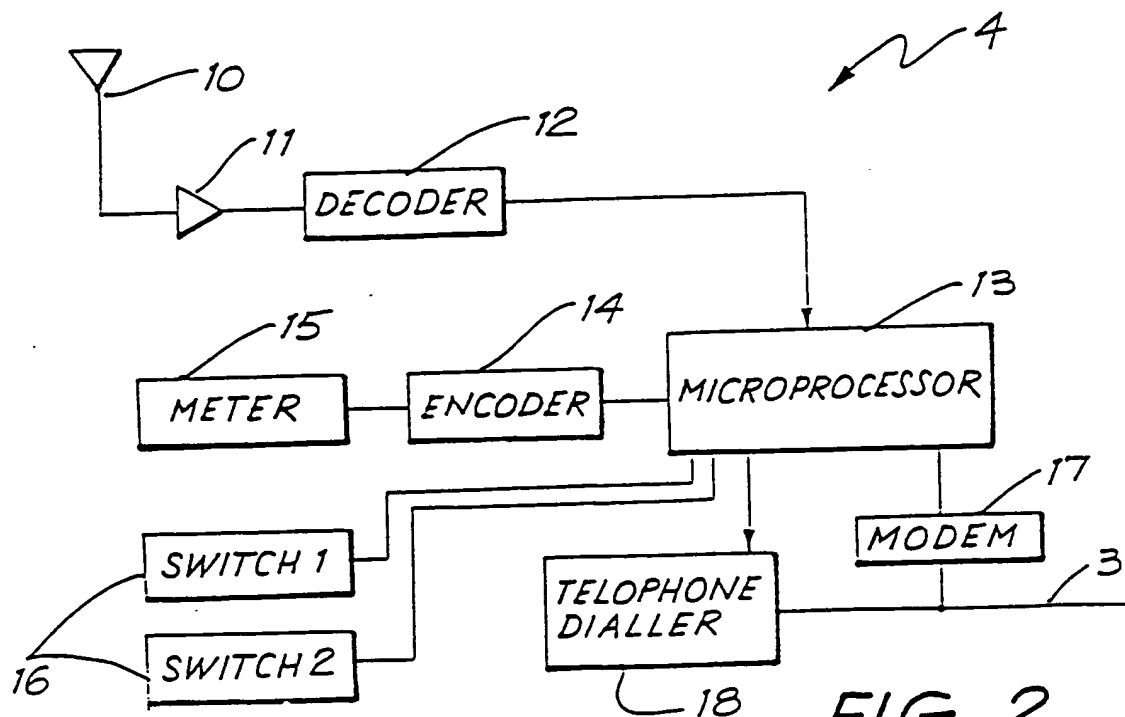 4
10
11
12
DECODER
13
14
15
METER
ENCODER
MICROPROCESSOR
17
MODEM
SWITCH 1
3
TELOPHONE
DIALLER
SWITCH 2
16
18
FIG. 2